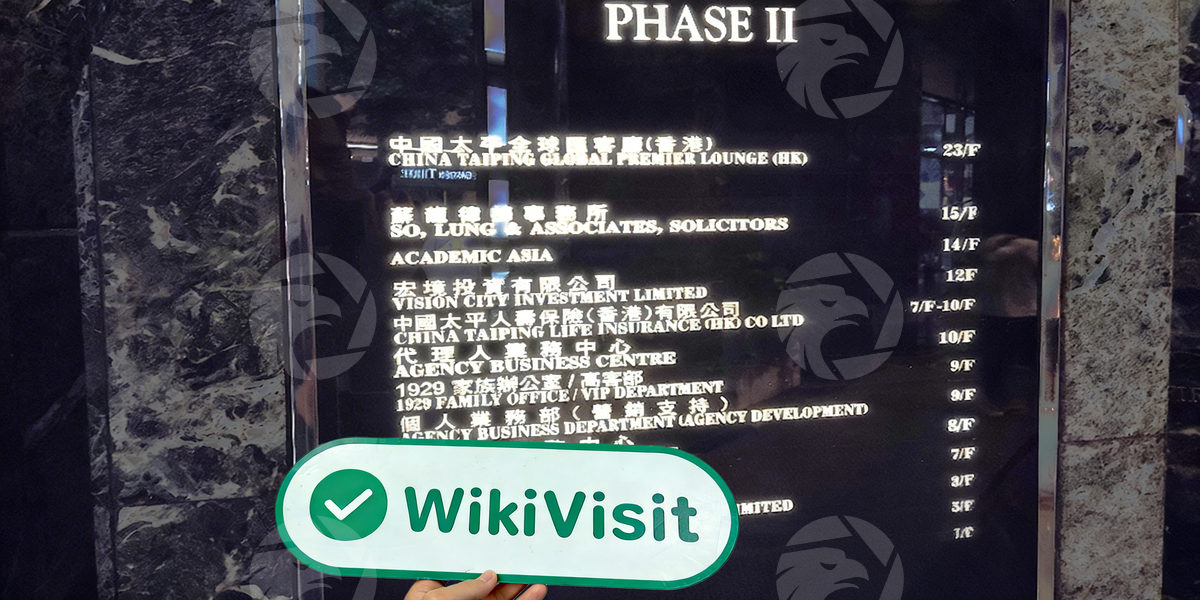 PHASE II
中國太平全球匯客廳(香港)
CHINA TAIPING GLOBAL PREMIER LOUNGE (HK) 23/F
蘇龍律師事務所
SO, LUNG & ASSOCIATES, SOLICITORS 15/F
ACADEMIC ASIA 14/F
宏境投資有限公司 12F
VISION CITY INVESTMENT LIMITED
中國太平人壽保險(香港)有限公司 7/F-10/F
CHINA TAIPING LIFE INSURANCE (HK) CO LTD
代理人業務中心 10/F
AGENCY BUSINESS CENTRE
1929 家族辦公室 / 高客部 9/F
1929 FAMILY OFFICE / VIP DEPARTMENT
個人業務部(營銷支持) 9/F
AGENCY BUSINESS DEPARTMENT (AGENCY DEVELOPMENT)
8/F
7/F
3/F
IMITED 3/F
WikiVisit